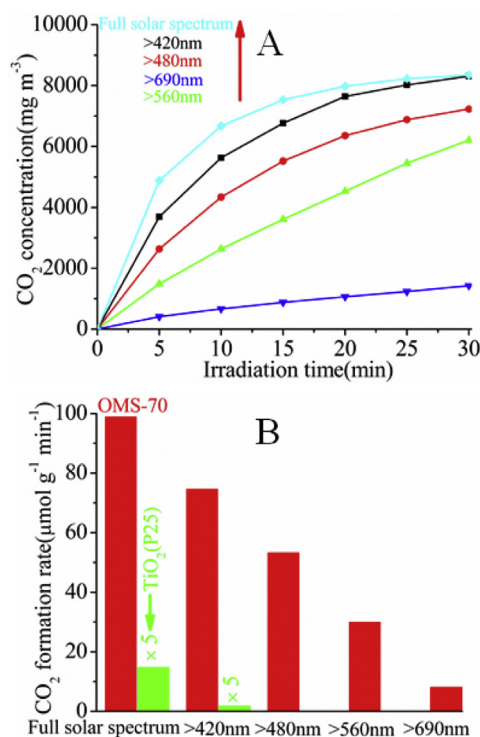 Full solar spectrum
>420nm
>480nm
>690nm
>560nm
A
CO₂ concentration(mg m⁻³)
10000
8000
6000
4000
2000
0
0 5 10 15 20 25 30
Irradiation time(min)
B
CO₂ formation rate(μmol g⁻¹ min⁻¹)
100
80
60
40
20
0
OMS-70
TiO₂(P25)
× 5
× 5
Full solar spectrum >420nm >480nm >560nm >690nm